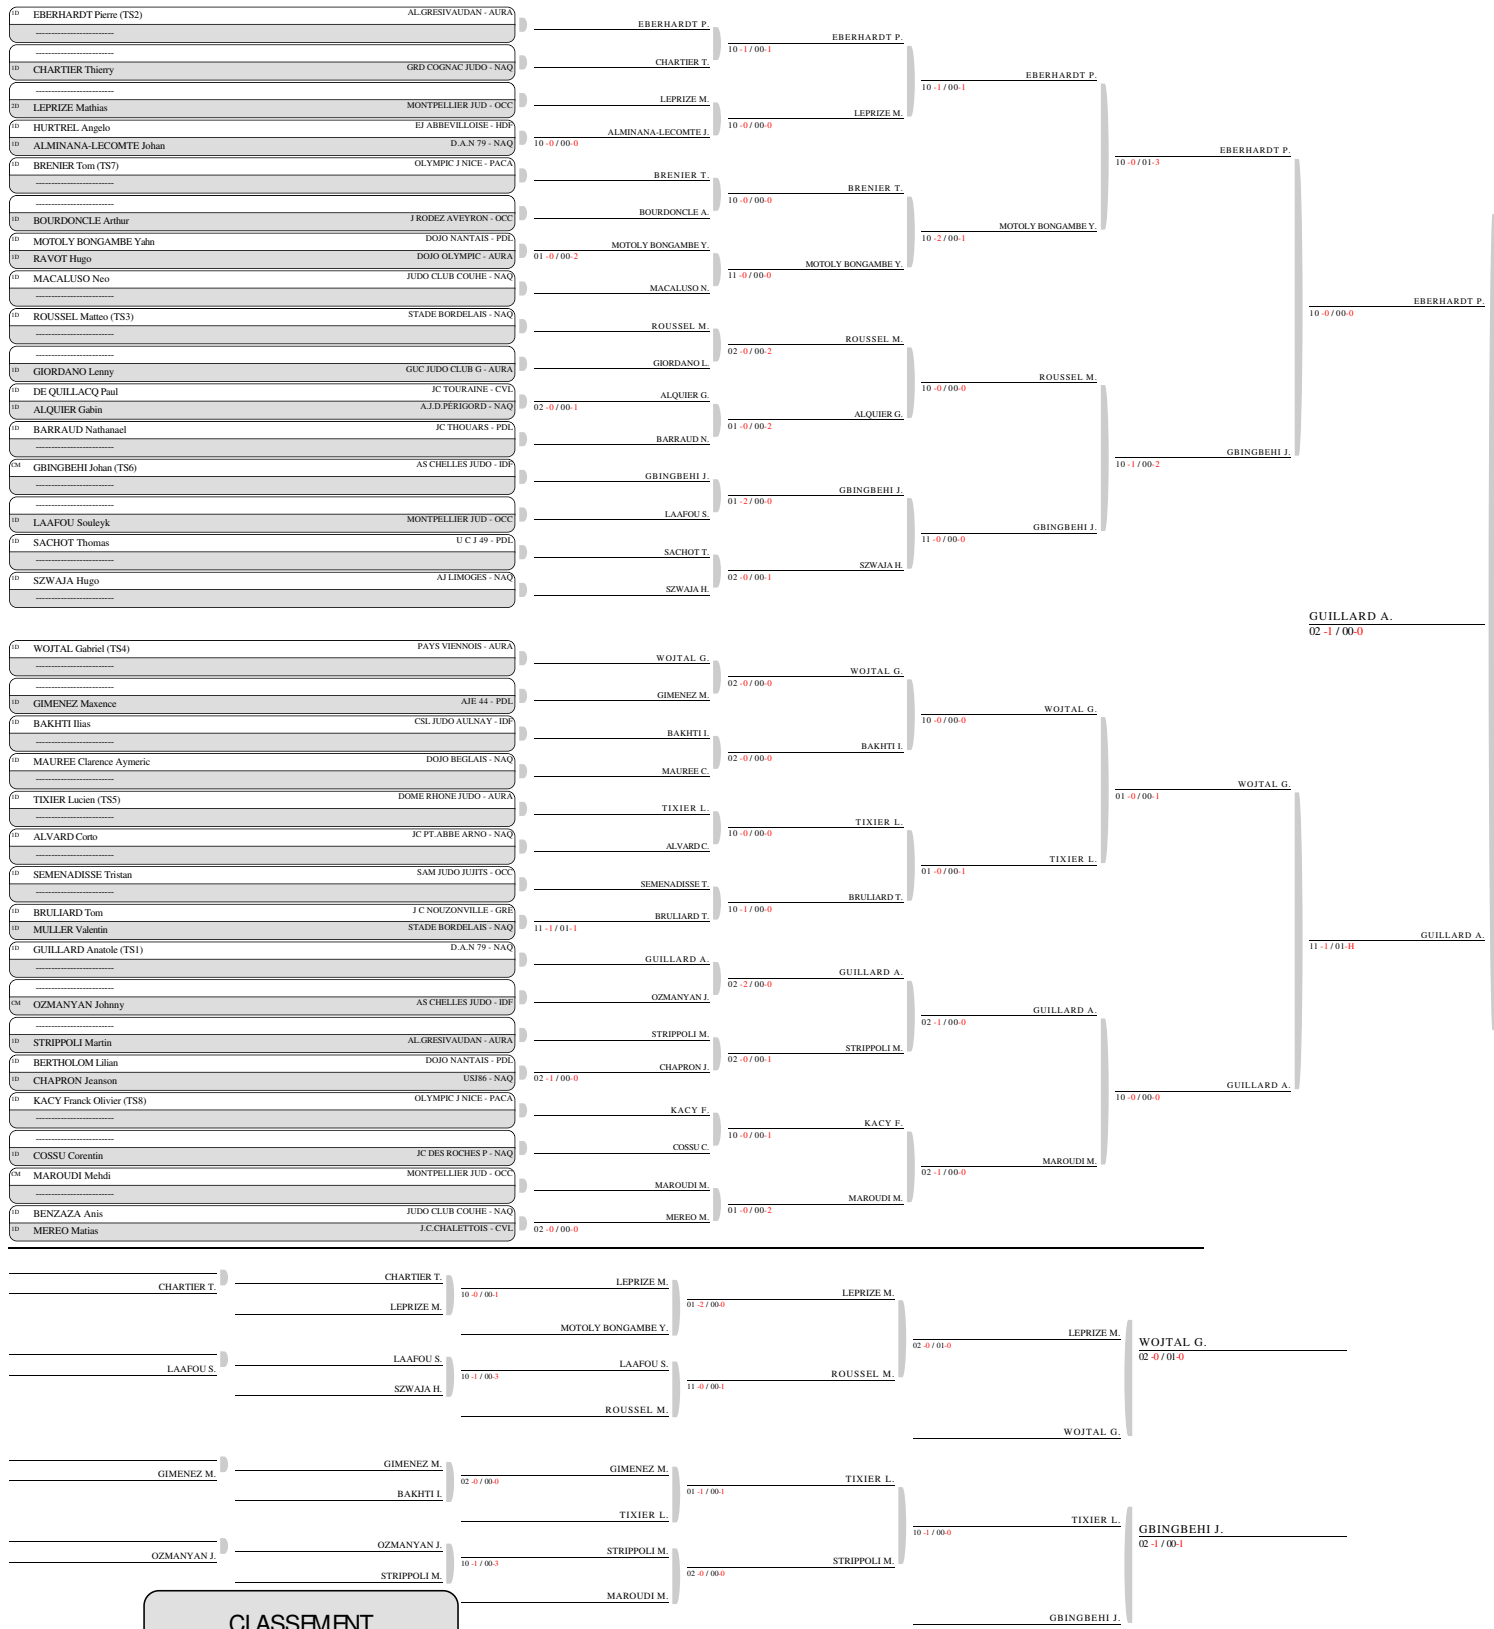 1D EBERHARDT Pierre (TS2) AL.GRESIVAUDAN - AURA
------------------------
------------------------
1D CHARTIER Thierry GRD COGNAC JUDO - NAQ
------------------------
2D LEPRIZE Mathias MONTPELLIER JUD - OCC
1D HURTREL Angelo EJ ABBEVILLOISE - HDF
1D ALMINANA-LECOMTE Johan D.A.N 79 - NAQ
1D BRENIER Tom (TS7) OLYMPIC J NICE - PACA
------------------------
------------------------
1D BOURDONCLE Arthur J RODEZ AVEYRON - OCC
1D MOTOLY BONGAMBE Yahn DOJO NANTAIS - PDL
1D RAVOT Hugo DOJO OLYMPIC - AURA
1D MACALUSO Neo JUDO CLUB COUHE - NAQ
------------------------
1D ROUSSEL Matteo (TS3) STADE BORDELAIS - NAQ
------------------------
------------------------
1D GIORDANO Lenny GUC JUDO CLUB G - AURA
1D DE QUILLACQ Paul JC TOURAINE - CVL
1D ALQUIER Gabin A.J.D.PÉRIGORD - NAQ
1D BARRAUD Nathanael JC THOUARS - PDL
------------------------
CM GBINGBEHI Johan (TS6) AS CHELLES JUDO - IDF
------------------------
------------------------
1D LAAFOU Souleyk MONTPELLIER JUD - OCC
1D SACHOT Thomas U C J 49 - PDL
------------------------
1D SZWAJA Hugo AJ LIMOGES - NAQ
------------------------
1D WOJTAL Gabriel (TS4) PAYS VIENNOIS - AURA
------------------------
------------------------
1D GIMENEZ Maxence AJE 44 - PDL
1D BAKHTI Ilias CSL JUDO AULNAY - IDF
------------------------
1D MAUREE Clarence Aymeric DOJO BEGLAIS - NAQ
------------------------
1D TIXIER Lucien (TS5) DOME RHONE JUDO - AURA
------------------------
1D ALVARD Corto JC PT.ABBE ARNO - NAQ
------------------------
1D SEMENADISSE Tristan SAM JUDO JUJITS - OCC
------------------------
1D BRULIARD Tom J C NOUZONVILLE - GRE
1D MULLER Valentin STADE BORDELAIS - NAQ
1D GUILLARD Anatole (TS1) D.A.N 79 - NAQ
------------------------
------------------------
CM OZMANYAN Johnny AS CHELLES JUDO - IDF
------------------------
1D STRIPPOLI Martin AL.GRESIVAUDAN - AURA
1D BERTHOLOM Lilian DOJO NANTAIS - PDL
1D CHAPRON Jeanson USJ86 - NAQ
1D KACY Franck Olivier (TS8) OLYMPIC J NICE - PACA
------------------------
------------------------
1D COSSU Corentin JC DES ROCHES P - NAQ
CM MAROUDI Mehdi MONTPELLIER JUD - OCC
------------------------
1D BENZAZA Anis JUDO CLUB COUHE - NAQ
1D MEREO Matias J.C.CHALETTOIS - CVL
EBERHARDT P.
CHARTIER T.
LEPRIZE M.
ALMINANA-LECOMTE J.
10 -0 / 00-0
BRENIER T.
BOURDONCLE A.
MOTOLY BONGAMBE Y.
01 -0 / 00-2
MACALUSO N.
ROUSSEL M.
GIORDANO L.
ALQUIER G.
02 -0 / 00-1
BARRAUD N.
GBINGBEHI J.
LAAFOU S.
SACHOT T.
SZWAJA H.
WOJTAL G.
GIMENEZ M.
BAKHTI I.
MAUREE C.
TIXIER L.
ALVARD C.
SEMENADISSE T.
BRULIARD T.
11 -1 / 01-1
GUILLARD A.
OZMANYAN J.
STRIPPOLI M.
CHAPRON J.
02 -1 / 00-0
KACY F.
COSSU C.
MAROUDI M.
MEREO M.
02 -0 / 00-0
EBERHARDT P.
10 -1 / 00-1
LEPRIZE M.
10 -0 / 00-0
BRENIER T.
10 -0 / 00-0
MOTOLY BONGAMBE Y.
11 -0 / 00-0
ROUSSEL M.
02 -0 / 00-2
ALQUIER G.
01 -0 / 00-2
GBINGBEHI J.
01 -2 / 00-0
SZWAJA H.
02 -0 / 00-1
WOJTAL G.
02 -0 / 00-0
BAKHTI I.
02 -0 / 00-0
TIXIER L.
10 -0 / 00-0
BRULIARD T.
10 -1 / 00-0
GUILLARD A.
02 -2 / 00-0
STRIPPOLI M.
02 -0 / 00-1
KACY F.
10 -0 / 00-1
MAROUDI M.
01 -0 / 00-2
EBERHARDT P.
10 -1 / 00-1
MOTOLY BONGAMBE Y.
10 -2 / 00-1
ROUSSEL M.
10 -0 / 00-0
GBINGBEHI J.
11 -0 / 00-0
WOJTAL G.
10 -0 / 00-0
TIXIER L.
01 -0 / 00-1
GUILLARD A.
02 -1 / 00-0
MAROUDI M.
02 -1 / 00-0
EBERHARDT P.
10 -0 / 01-3
GBINGBEHI J.
10 -1 / 00-2
WOJTAL G.
01 -0 / 00-1
GUILLARD A.
10 -0 / 00-0
EBERHARDT P.
10 -0 / 00-0
GUILLARD A.
11 -1 / 01-H
GUILLARD A.
02 -1 / 00-0
CHARTIER T.
LAAFOU S.
GIMENEZ M.
OZMANYAN J.
CHARTIER T.
LEPRIZE M.
LAAFOU S.
SZWAJA H.
GIMENEZ M.
BAKHTI I.
OZMANYAN J.
STRIPPOLI M.
LEPRIZE M.
10 -0 / 00-1
MOTOLY BONGAMBE Y.
LAAFOU S.
10 -1 / 00-3
ROUSSEL M.
GIMENEZ M.
02 -0 / 00-0
TIXIER L.
STRIPPOLI M.
10 -1 / 00-3
MAROUDI M.
LEPRIZE M.
01 -2 / 00-0
ROUSSEL M.
11 -0 / 00-1
TIXIER L.
01 -1 / 00-1
STRIPPOLI M.
02 -0 / 00-0
LEPRIZE M.
02 -0 / 01-0
WOJTAL G.
TIXIER L.
10 -1 / 00-0
GBINGBEHI J.
WOJTAL G.
02 -0 / 01-0
GBINGBEHI J.
02 -1 / 00-1
CLASSEMENT